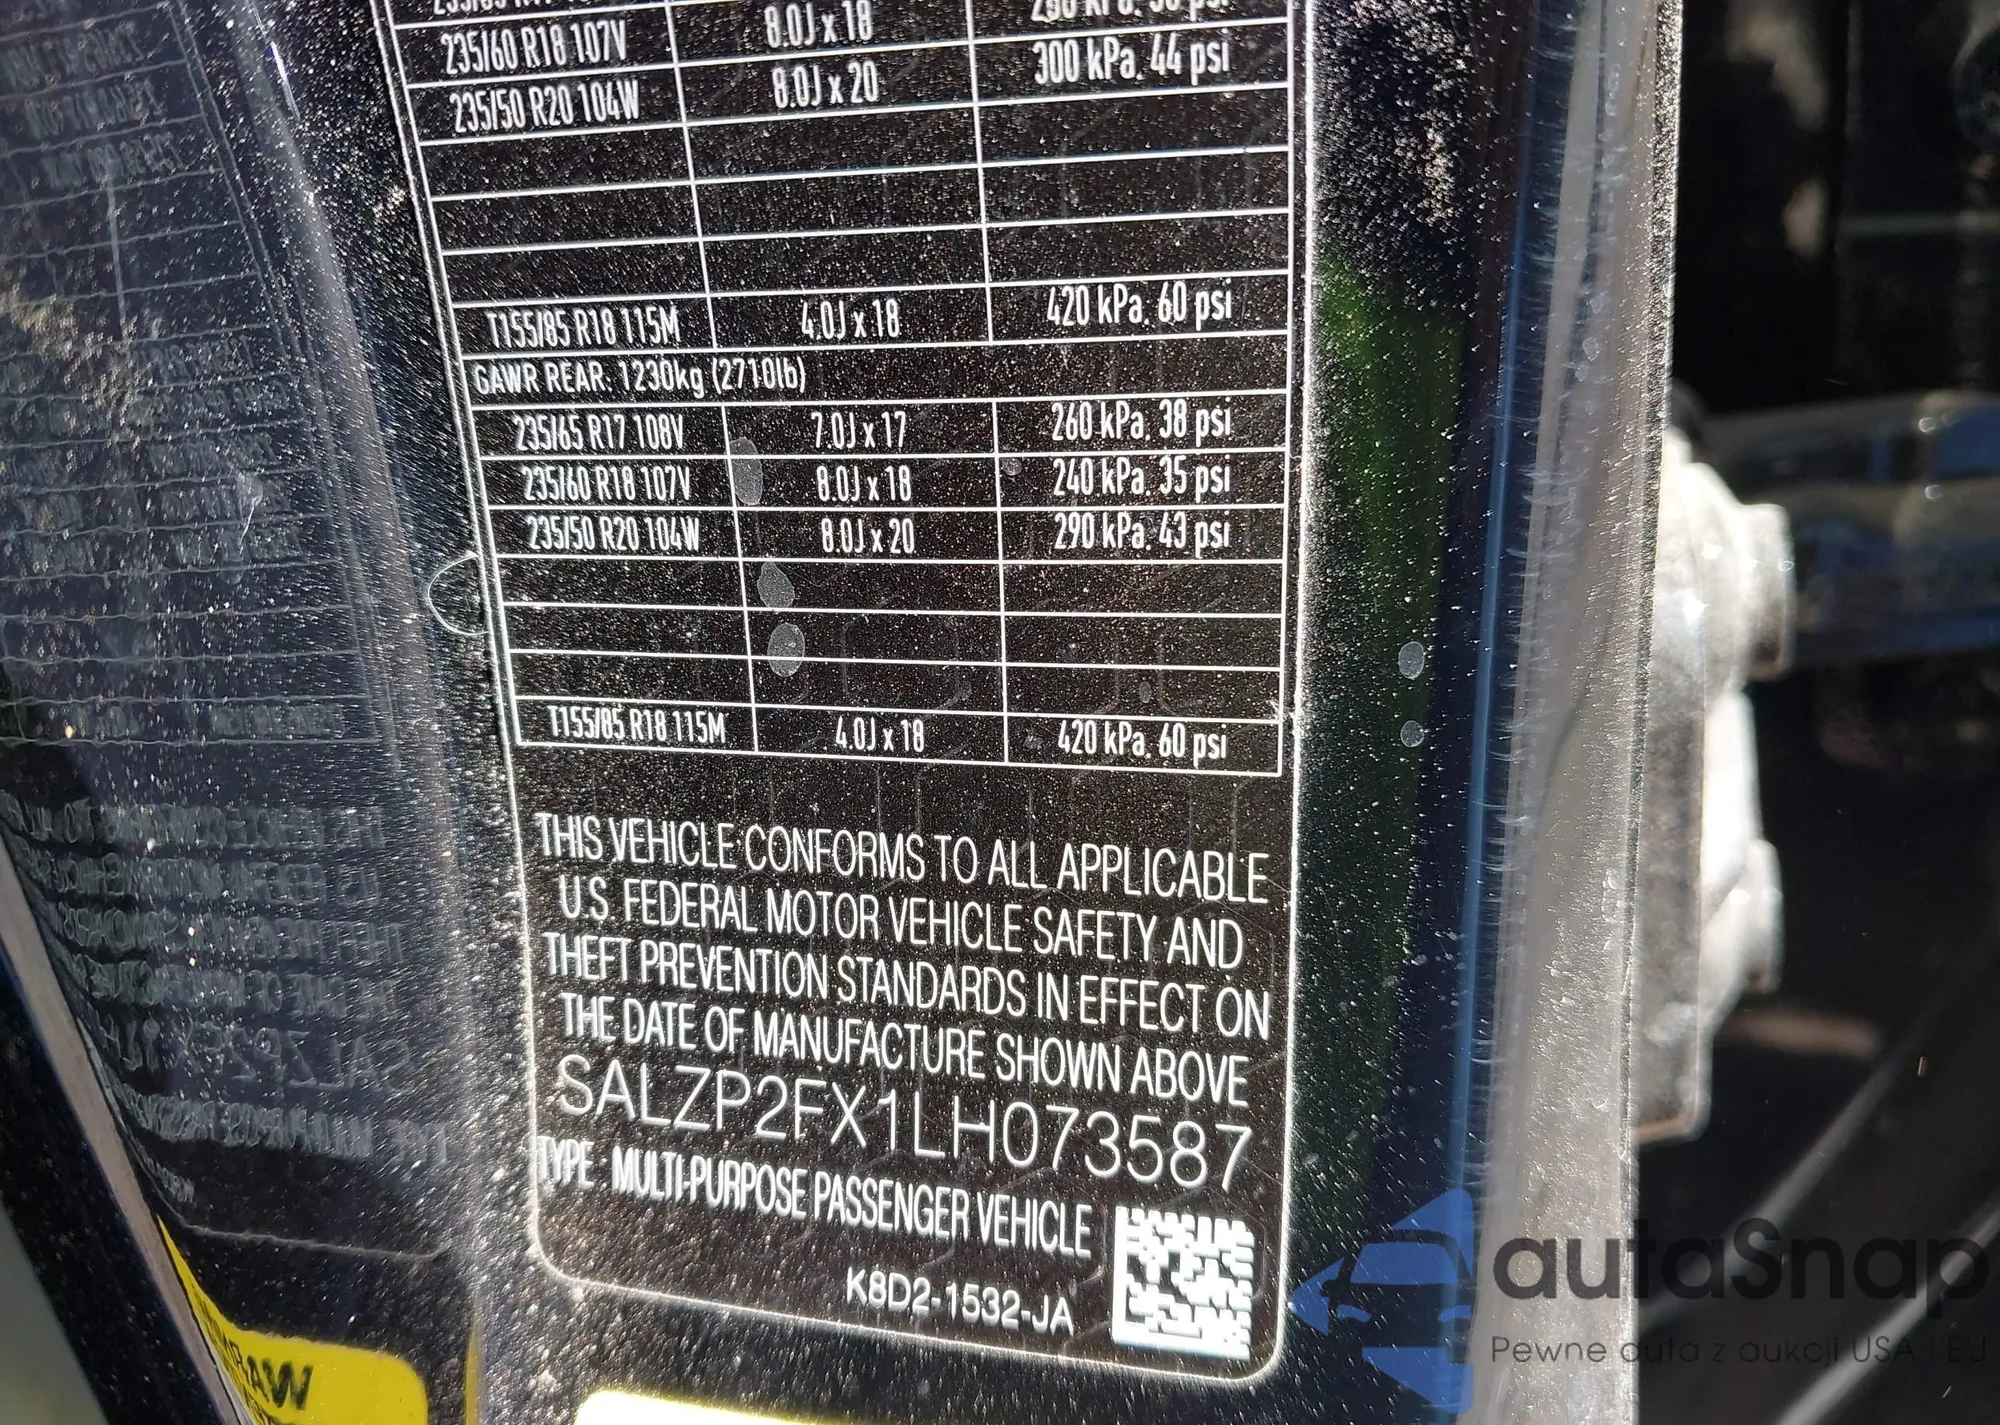 235/60 R18 107V 8.0J x 18
235/50 R20 104W 8.0J x 20 300 kPa. 44 psi
T155/85 R18 115M 4.0J x 18 420 kPa. 60 psi
GAWR REAR. 1230kg (2710lb)
235/65 R17 108V 7.0J x 17 260 kPa. 38 psi
235/60 R18 107V 8.0J x 18 240 kPa. 35 psi
235/50 R20 104W 8.0J x 20 290 kPa. 43 psi
T155/85 R18 115M 4.0J x 18 420 kPa. 60 psi
THIS VEHICLE CONFORMS TO ALL APPLICABLE
U.S. FEDERAL MOTOR VEHICLE SAFETY AND
THEFT PREVENTION STANDARDS IN EFFECT ON
THE DATE OF MANUFACTURE SHOWN ABOVE
SALZP2FX1LH073587
TYPE : MULTI-PURPOSE PASSENGER VEHICLE
K8D2-1532-JA
autaSnap
Pewne auta z aukcji USA i EJ